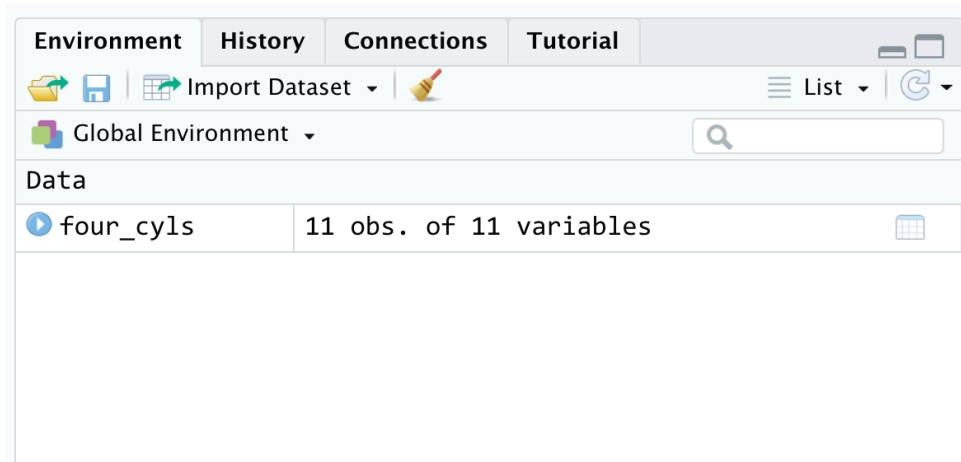 Environment History Connections Tutorial
Import Dataset List
Global Environment
Data
four_cyls 11 obs. of 11 variables